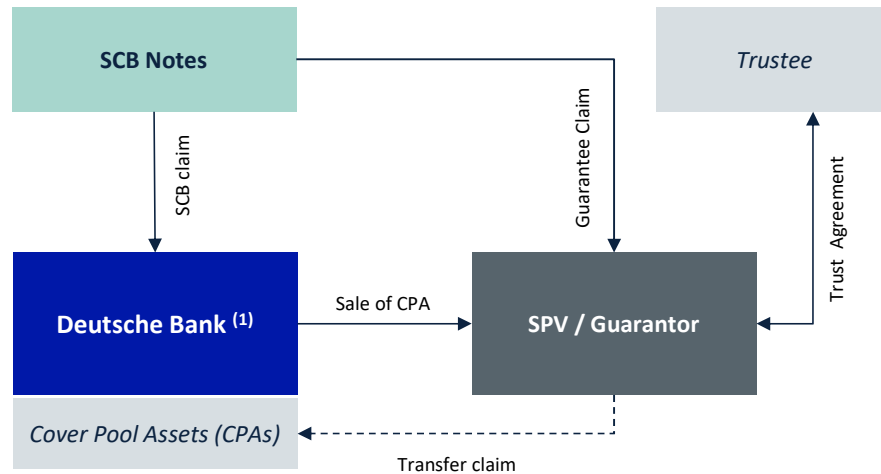 SCB Notes
Trustee
SCB claim
Guarantee Claim
Trust Agreement
Deutsche Bank (1)
Sale of CPA
SPV / Guarantor
Cover Pool Assets (CPAs)
Transfer claim